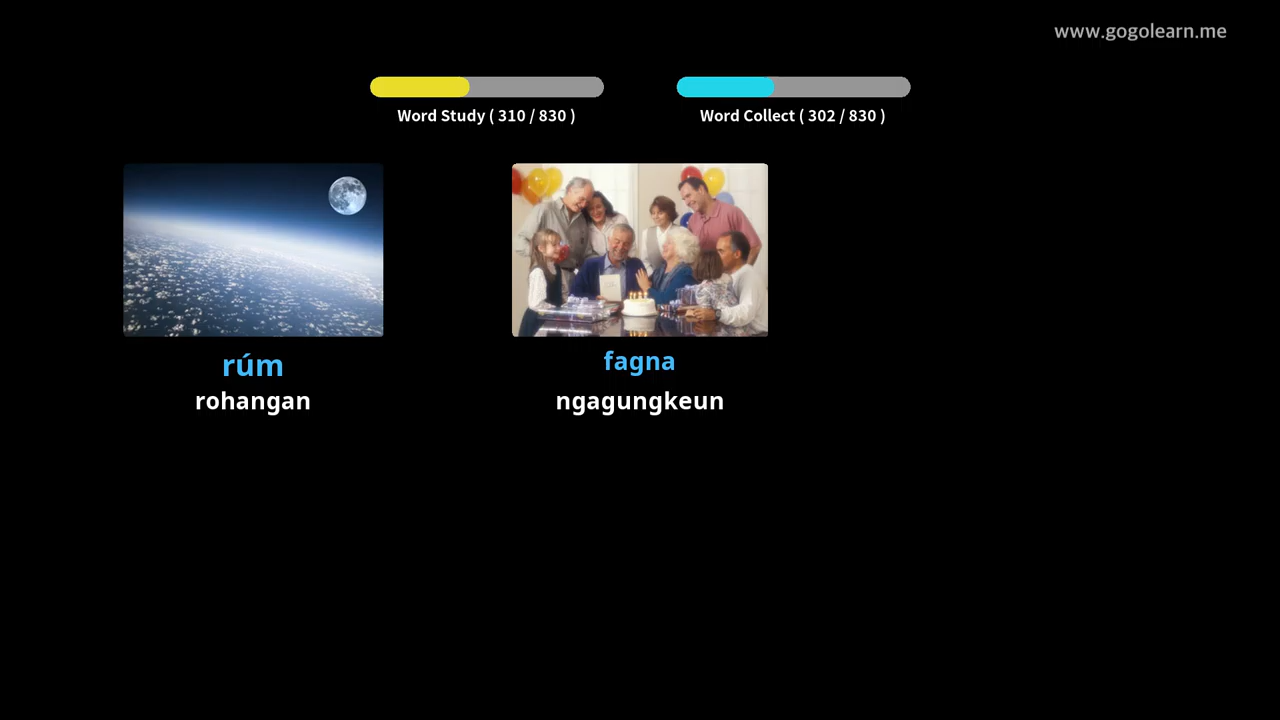 www.gogolearn.me
Word Study ( 310 / 830 )
Word Collect ( 302 / 830 )
rúm
rohangan
fagna
ngagungkeun